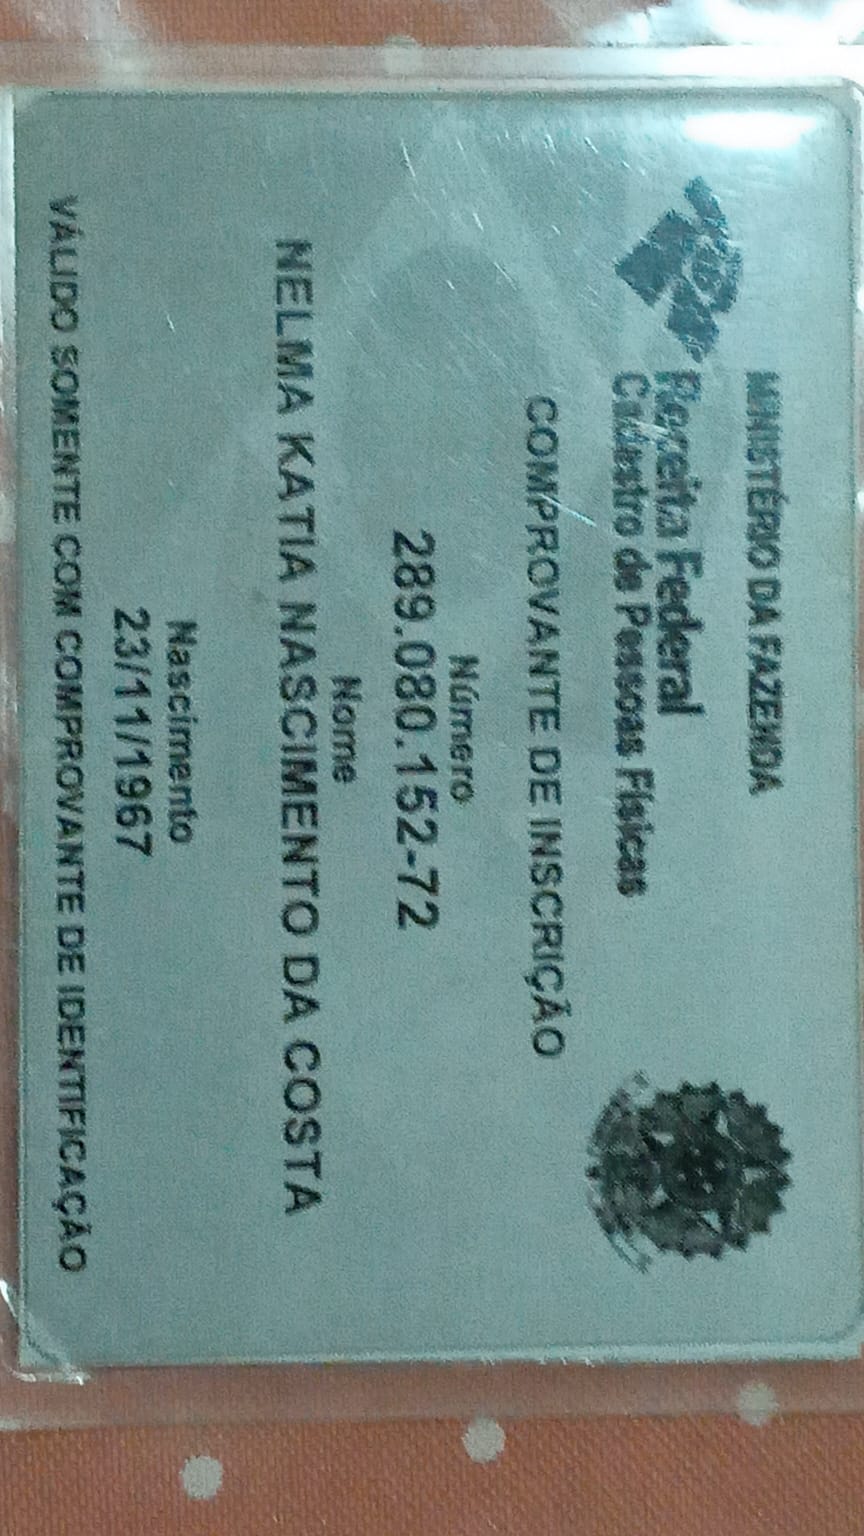 MINISTÉRIO DA FAZENDA
Receita Federal
Cadastro de Pessoas Físicas
COMPROVANTE DE INSCRIÇÃO
Número
289.080.152-72
Nome
NELMA KATIA NASCIMENTO DA COSTA
Nascimento
23/11/1967
VÁLIDO SOMENTE COM COMPROVANTE DE IDENTIFICAÇÃO